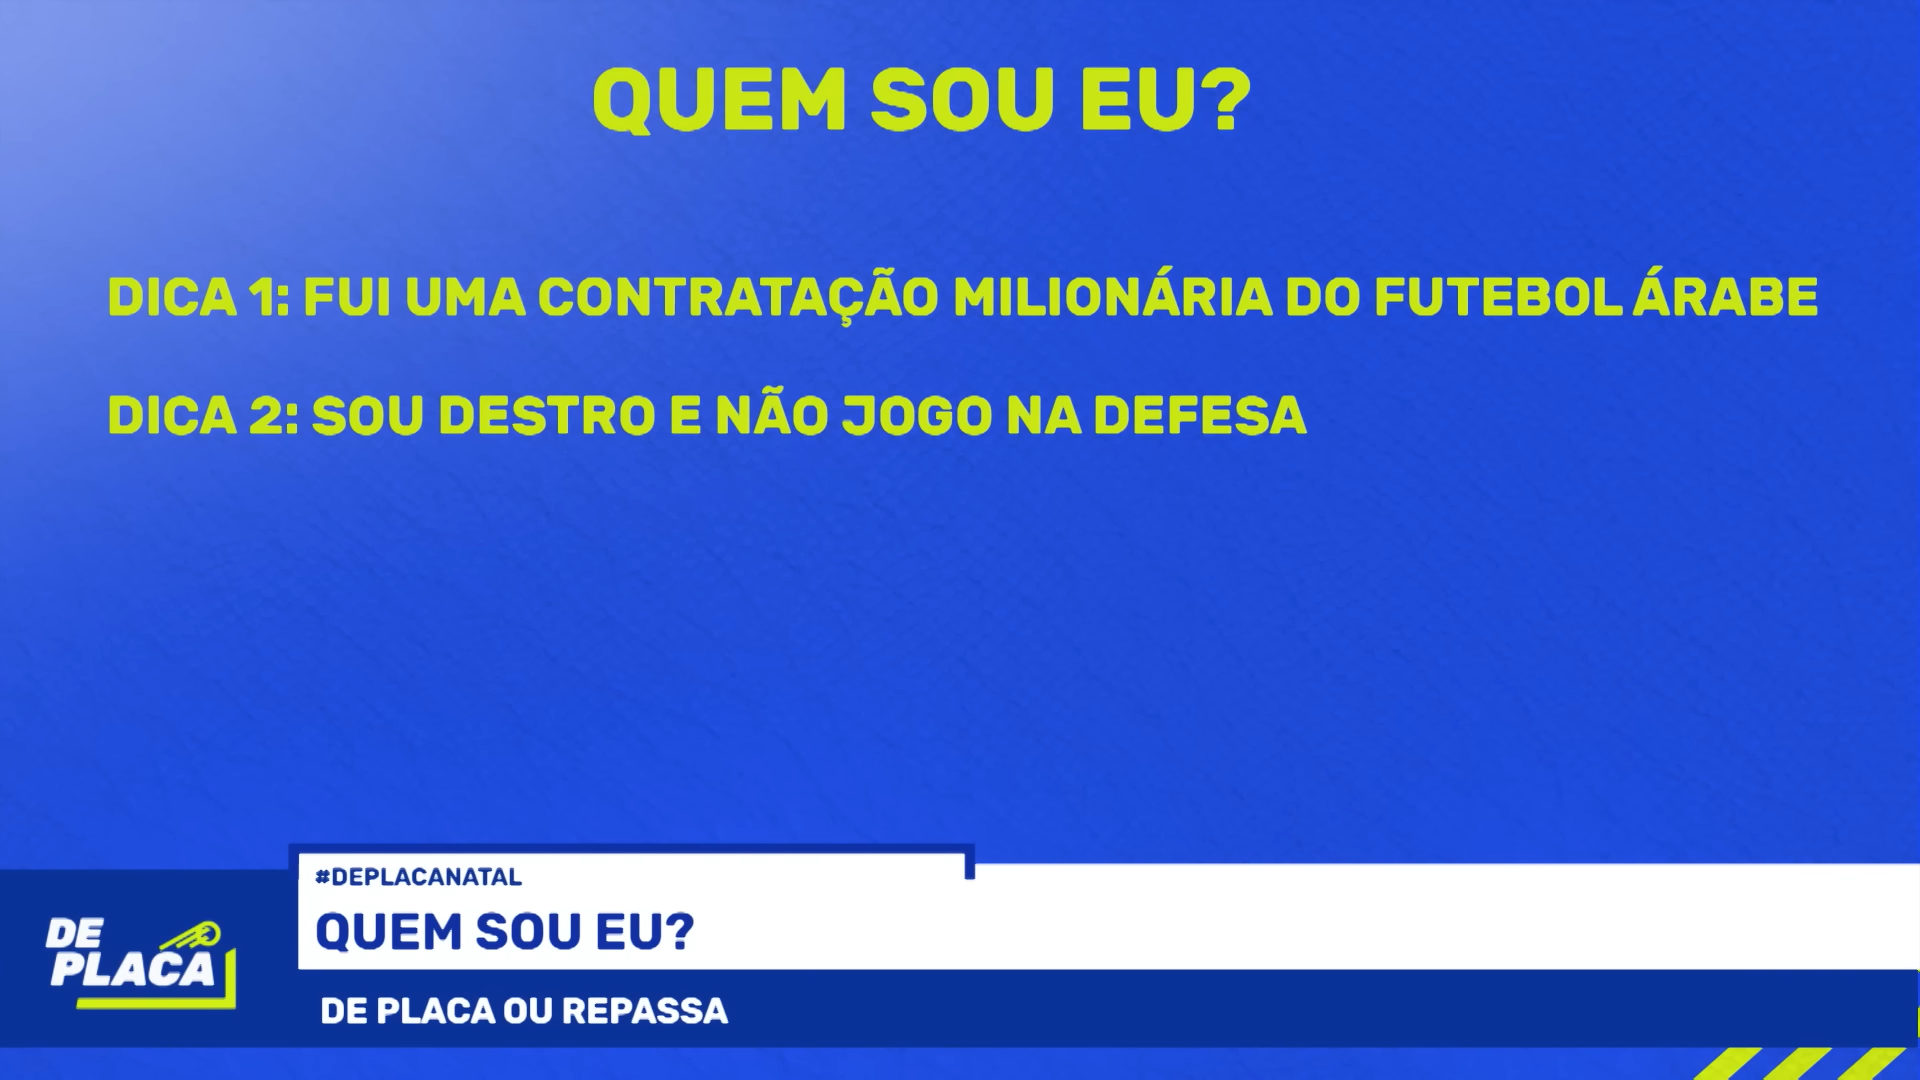 QUEM SOU EU?
DICA 1: FUI UMA CONTRATAÇÃO MILIONÁRIA DO FUTEBOL ÁRABE
DICA 2: SOU DESTRO E NÃO JOGO NA DEFESA
#DEPLACANATAL
QUEM SOU EU?
DE
PLACA
DE PLACA OU REPASSA